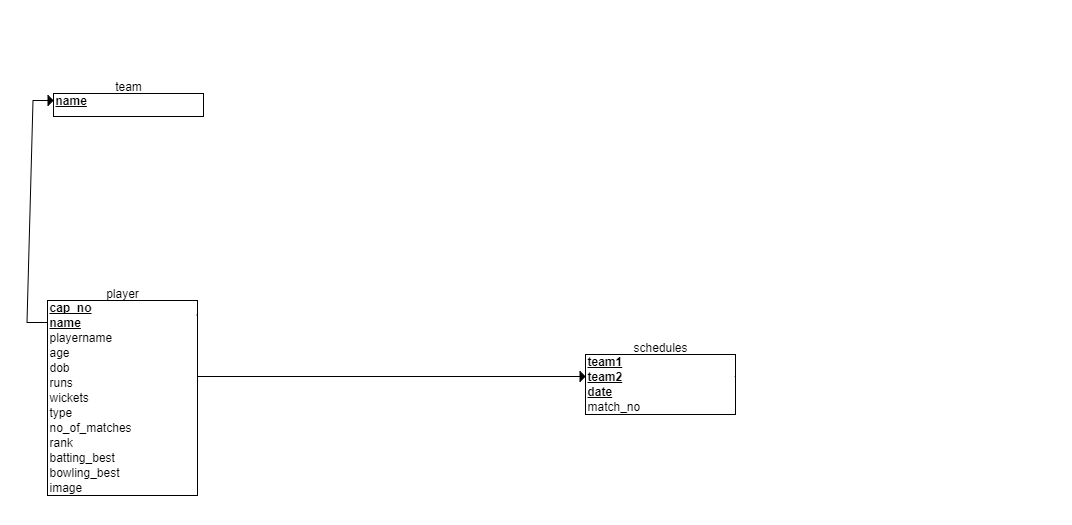 team
name
player
cap_no
name
playername
age
dob
runs
wickets
type
no_of_matches
rank
batting_best
bowling_best
image
schedules
team1
team2
date
match_no